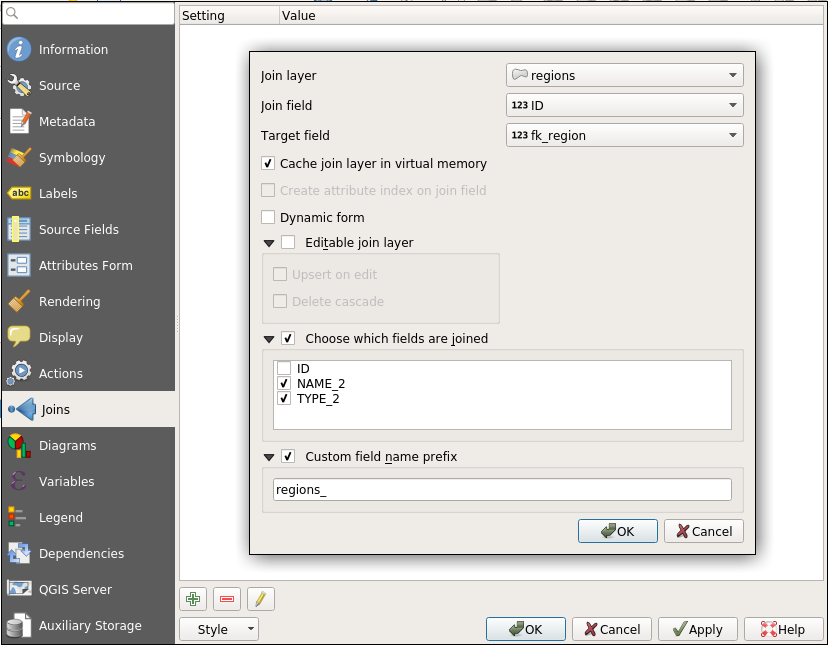 Setting Value
Information
Source
Metadata
Symbology
abc Labels
Source Fields
Attributes Form
Rendering
Display
Actions
Joins
Diagrams
Variables
Legend
Dependencies
QGIS Server
Auxiliary Storage
Join layer regions
Join field 123 ID
Target field 123 fk_region
Cache join layer in virtual memory
Create attribute index on join field
Dynamic form
Editable join layer
Upsert on edit
Delete cascade
Choose which fields are joined
ID
NAME_2
TYPE_2
Custom field name prefix
regions_
OK Cancel
Style OK Cancel Apply Help